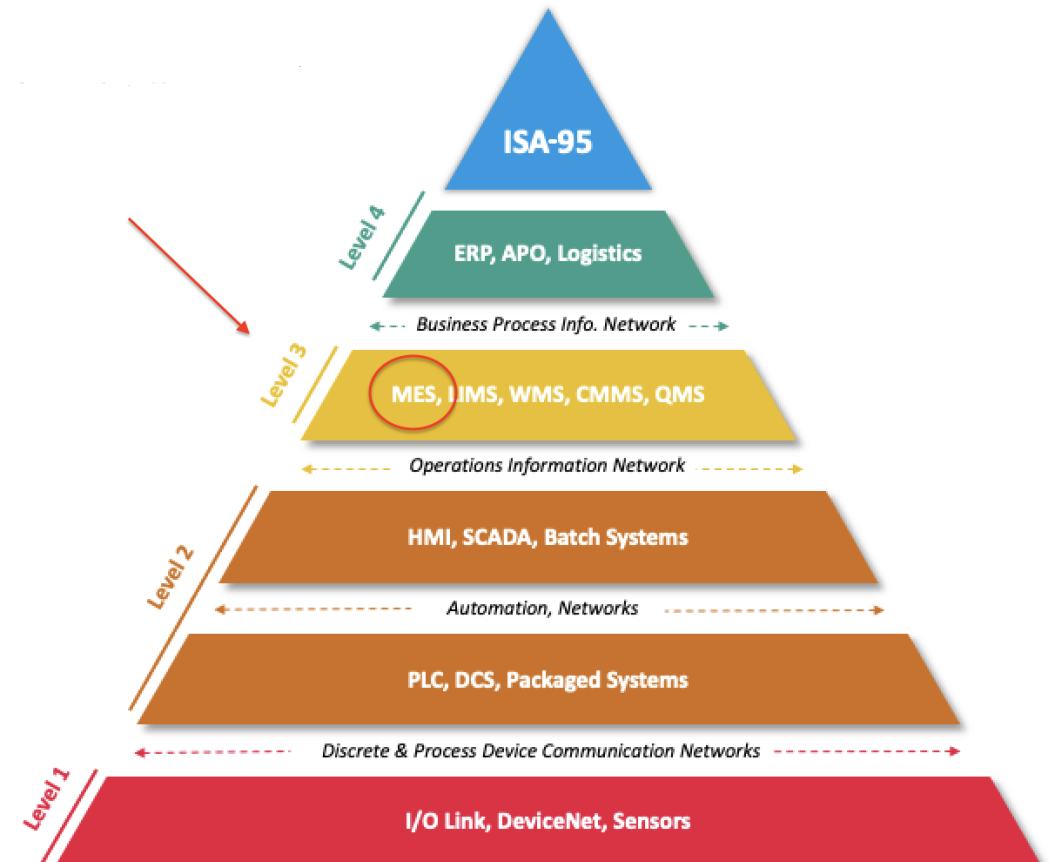 ISA-95
Level 4
ERP, APO, Logistics
Business Process Info. Network
Level 3
MES, LIMS, WMS, CMMS, QMS
Operations Information Network
Level 2
HMI, SCADA, Batch Systems
Automation, Networks
PLC, DCS, Packaged Systems
Discrete & Process Device Communication Networks
Level 1
I/O Link, DeviceNet, Sensors